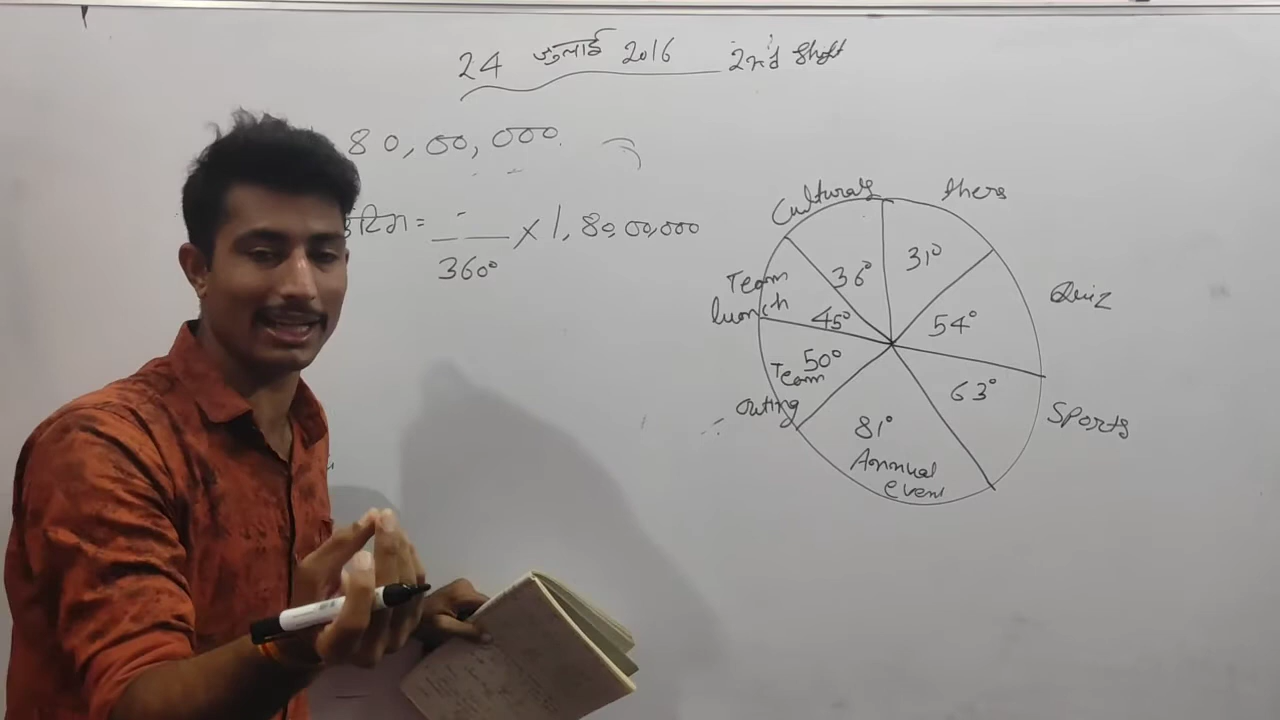 24 जुलाई 2016 2nd Shift
80,00,000
= 360° × 1,80,00,000
Culturals
thers
Team
lunch
36°
31°
Quiz
45°
54°
50°
Team
outing
63°
Sports
81°
Annual
event